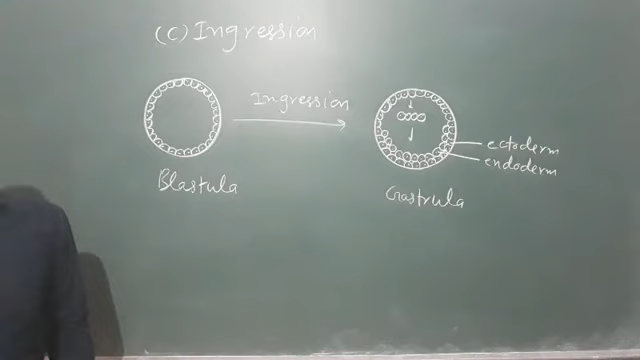 (C) Ingression
Ingression
ectoderm
endoderm
Blastula
Gastrula